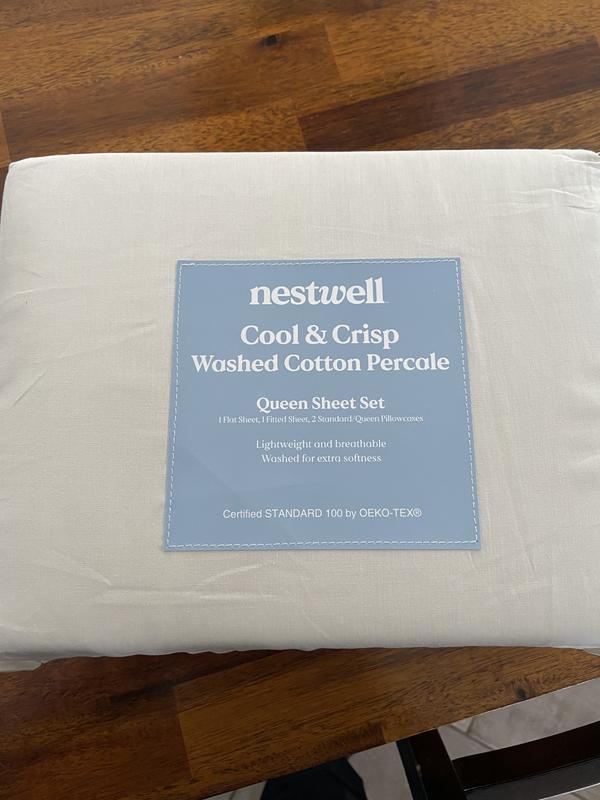 nestwell
Cool & Crisp
Washed Cotton Percale
Queen Sheet Set
1 Flat Sheet, 1 Fitted Sheet, 2 Standard/Queen Pillowcases
Lightweight and breathable
Washed for extra softness
Certified STANDARD 100 by OEKO-TEX®